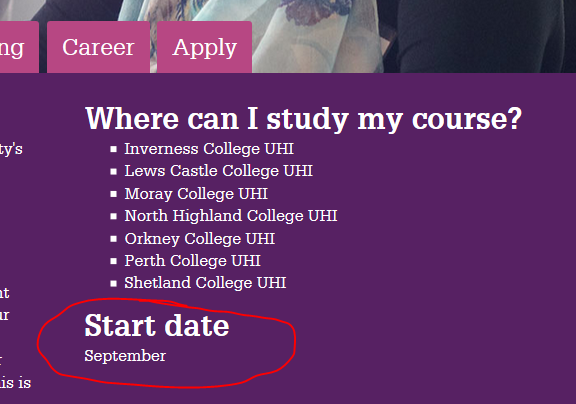 ng Career Apply
Where can I study my course?
ty's
Inverness College UHI
Lews Castle College UHI
Moray College UHI
North Highland College UHI
Orkney College UHI
Perth College UHI
Shetland College UHI
nt
ur
Start date
September
is is